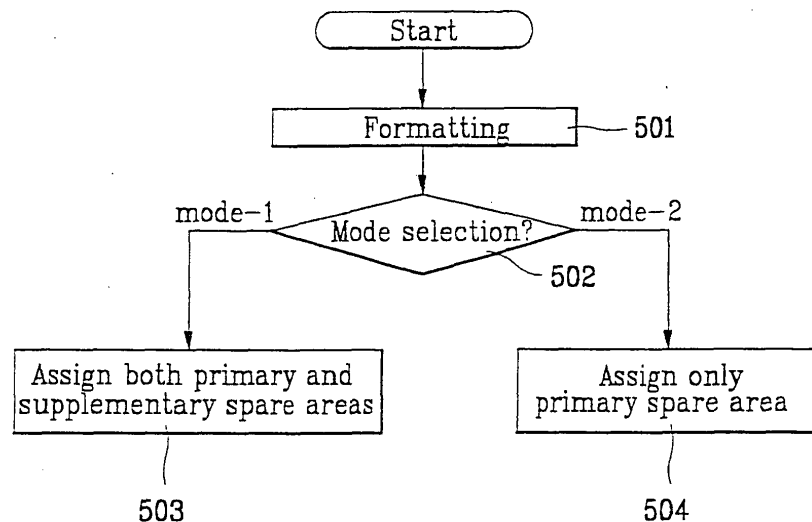 Start
Formatting
501
mode-1
Mode selection?
mode-2
502
Assign both primary and
supplementary spare areas
Assign only
primary spare area
503
504